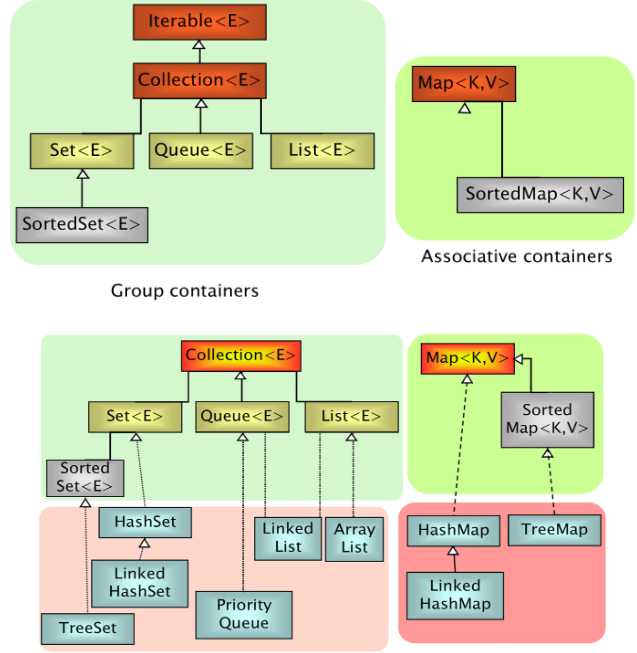 Iterable<E>
Collection<E>
Set<E>
Queue<E>
List<E>
SortedSet<E>
Group containers
Map<K,V>
SortedMap<K,V>
Associative containers
Collection<E>
Set<E>
Queue<E>
List<E>
Sorted
Set<E>
HashSet
Linked
HashSet
TreeSet
Linked
List
Array
List
Priority
Queue
Map<K,V>
Sorted
Map<K,V>
HashMap
TreeMap
Linked
HashMap